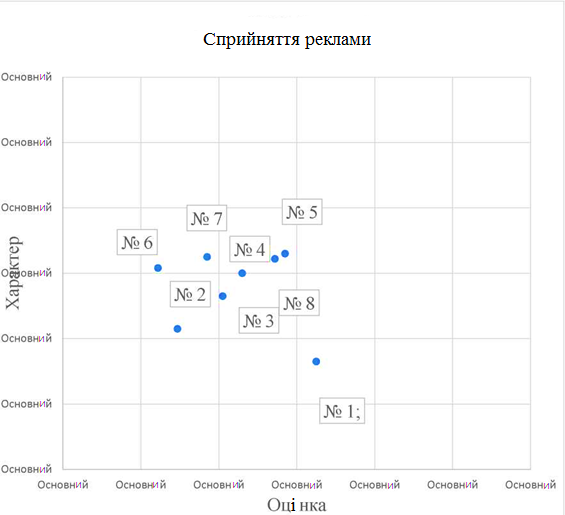 Сприйняття реклами
Основний
Основний
Основний
№ 5
№ 7
№ 6
№ 4
Характер
Основний
№ 2
№ 8
№ 3
Основний
№ 1;
Основний
Основний
Основний Основний Основний Основний Основний Основний Основний
Оцінка